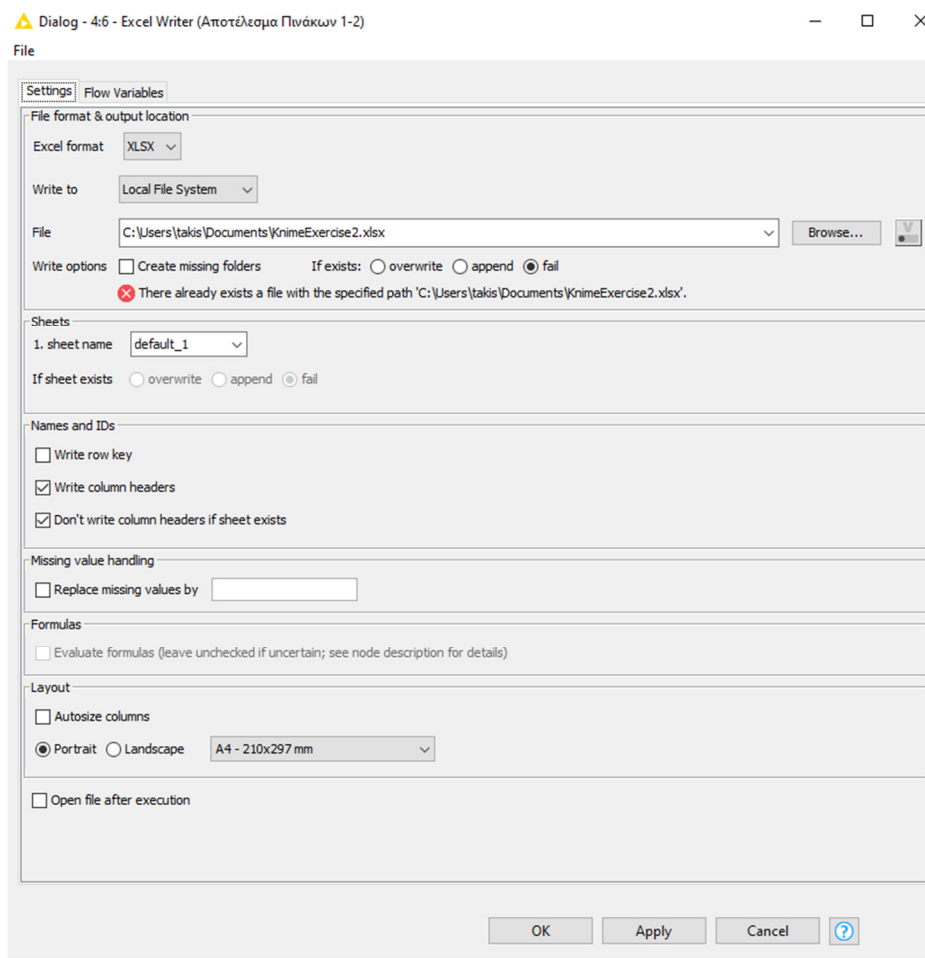 Dialog - 4:6 - Excel Writer (Αποτέλεσμα Πινάκων 1-2)
File
Settings Flow Variables
File format & output location
Excel format XLSX
Write to Local File System
File C:\Users\takis\Documents\KnimeExercise2.xlsx Browse... V
Write options Create missing folders If exists: overwrite append fail
There already exists a file with the specified path 'C:\Users\takis\Documents\KnimeExercise2.xlsx'.
Sheets
1. sheet name default_1
If sheet exists overwrite append fail
Names and IDs
Write row key
Write column headers
Don't write column headers if sheet exists
Missing value handling
Replace missing values by
Formulas
Evaluate formulas (leave unchecked if uncertain; see node description for details)
Layout
Autosize columns
Portrait Landscape A4 - 210x297 mm
Open file after execution
OK Apply Cancel ?